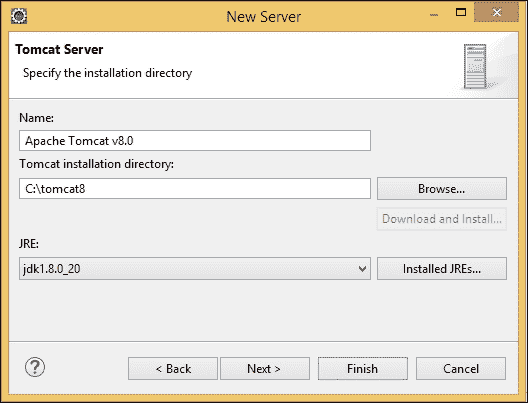 New Server
Tomcat Server
Specify the installation directory
Name:
Apache Tomcat v8.0
Tomcat installation directory:
C:\tomcat8
Browse...
Download and Install...
JRE:
jdk1.8.0_20
Installed JREs...
?
< Back
Next >
Finish
Cancel